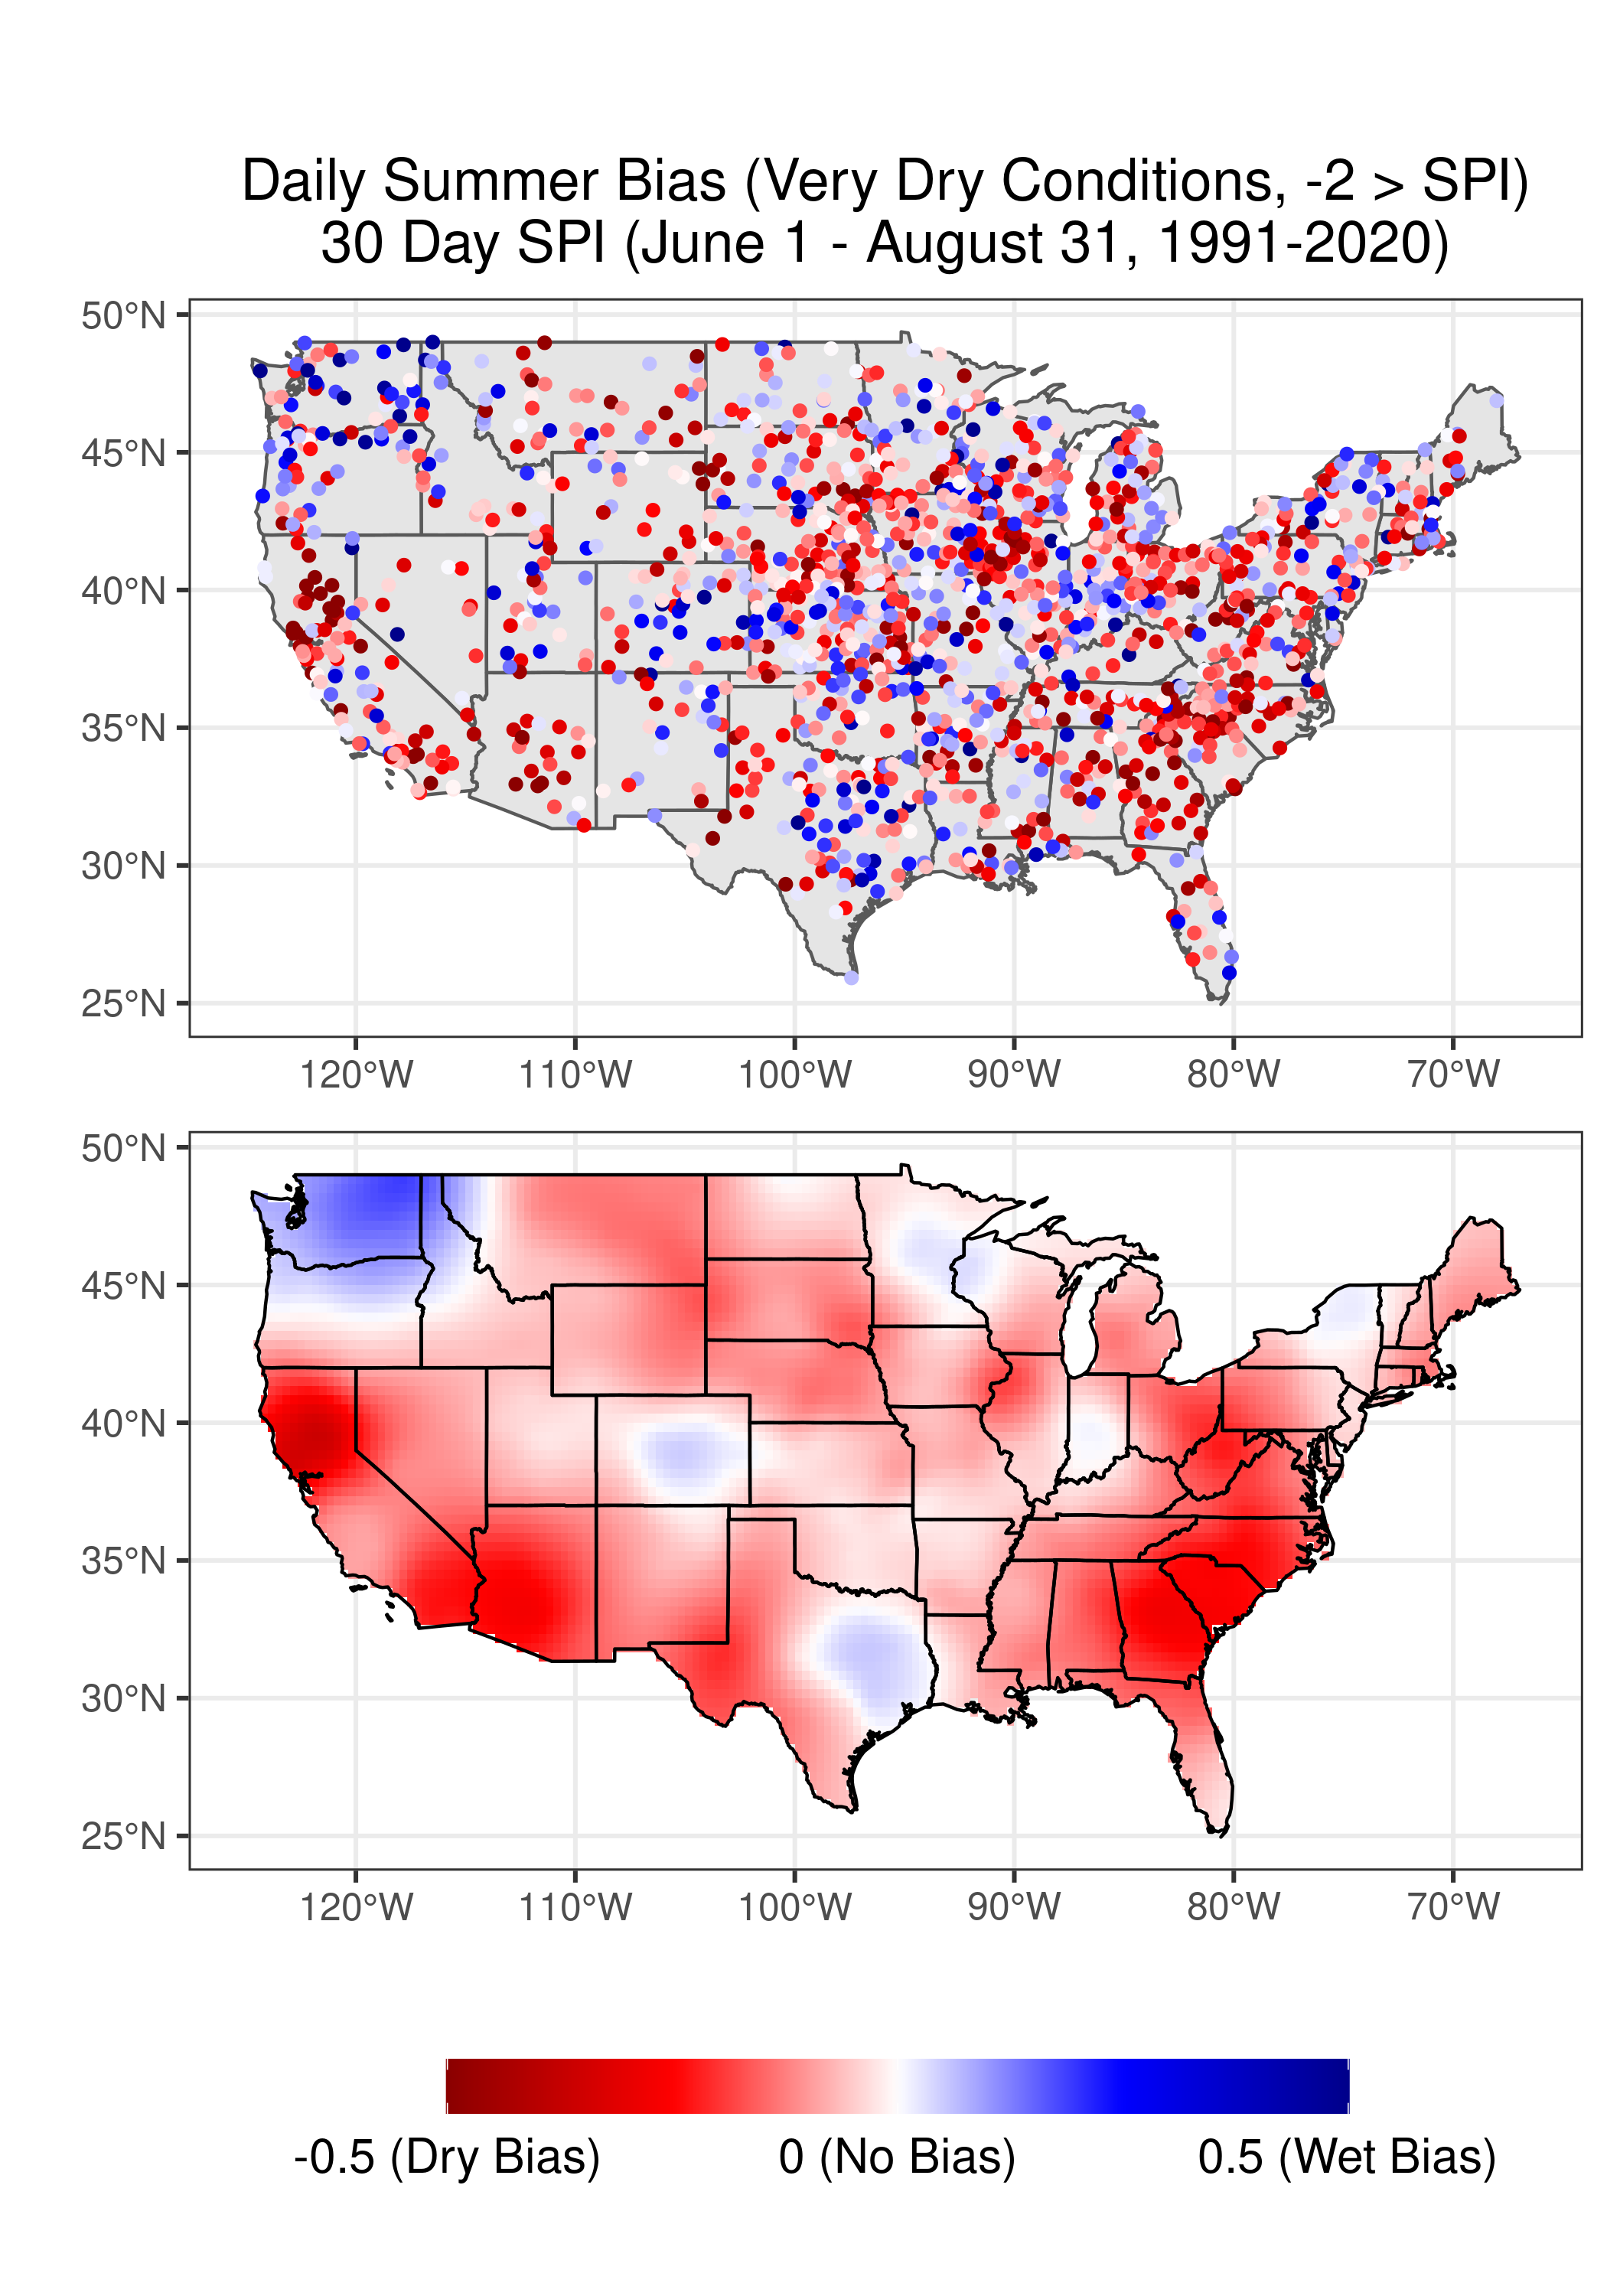 Daily Summer Bias (Very Dry Conditions, -2 > SPI)
30 Day SPI (June 1 - August 31, 1991-2020)
50°N
45°N
40°N
35°N
30°N
25°N
120°W 110°W 100°W 90°W 80°W 70°W
50°N
45°N
40°N
35°N
30°N
25°N
120°W 110°W 100°W 90°W 80°W 70°W
-0.5 (Dry Bias) 0 (No Bias) 0.5 (Wet Bias)